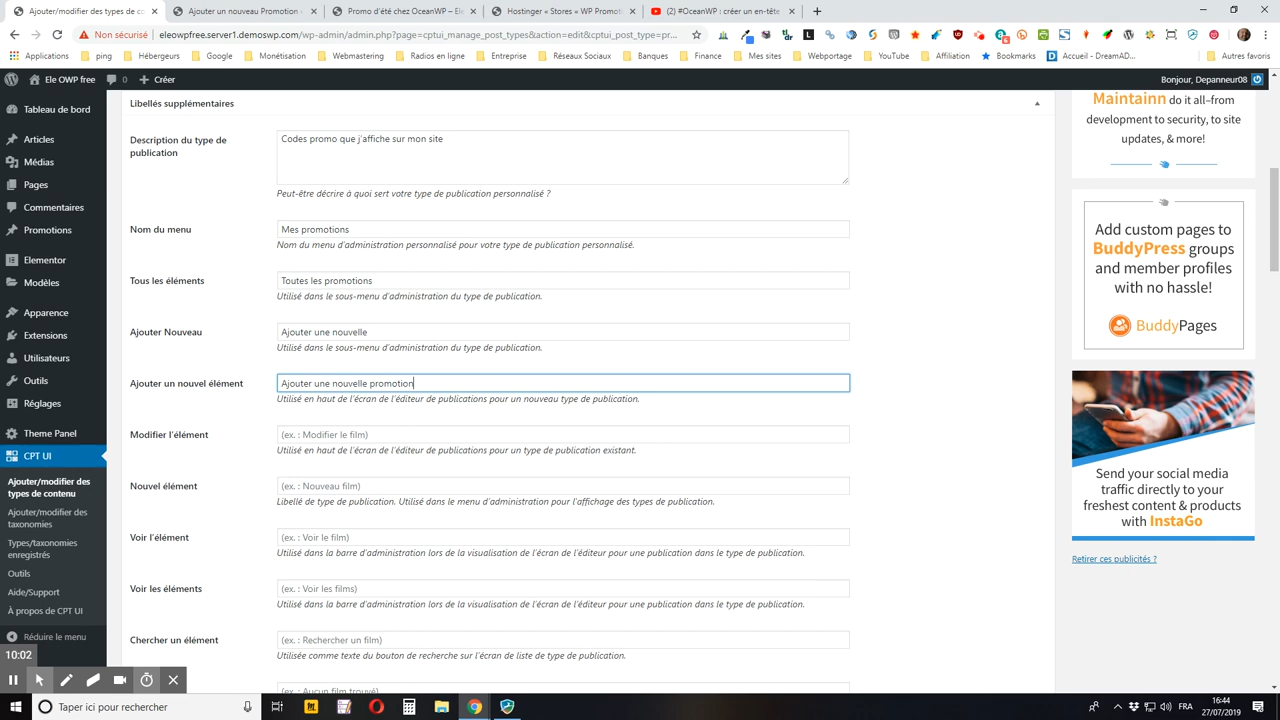 Ajouter/modifier des types de co
Ajouter un nouveau Promotion
Promo d'été chez OceanWP – Ele
Hostinger « Stores « WP Promoti
(2) #OceanWP : créer un en-tête
Non sécurisé | eleowpfree.server1.demoswp.com/wp-admin/admin.php?page=cptui_manage_post_types&action=edit&cptui_post_type=pr...
Applications
ping
Hébergeurs
Google
Monétisation
Webmastering
Radios en ligne
Entreprise
Réseaux Sociaux
Banques
Finance
Mes sites
Webportage
YouTube
Affiliation
Bookmarks
Accueil - DreamAD...
Autres favoris
Ele OWP free
0
Créer
Bonjour, Depanneur08
Tableau de bord
Articles
Médias
Pages
Commentaires
Promotions
Elementor
Modèles
Apparence
Extensions
Utilisateurs
Outils
Réglages
Theme Panel
CPT UI
Ajouter/modifier des
types de contenu
Ajouter/modifier des
taxonomies
Types/taxonomies
enregistrés
Outils
Aide/Support
À propos de CPT UI
Réduire le menu
10:02
Libellés supplémentaires
Description du type de
publication
Codes promo que j'affiche sur mon site
Peut-être décrire à quoi sert votre type de publication personnalisé ?
Nom du menu
Mes promotions
Nom du menu d'administration personnalisé pour votre type de publication personnalisé.
Tous les éléments
Toutes les promotions
Utilisé dans le sous-menu d'administration du type de publication.
Ajouter Nouveau
Ajouter une nouvelle
Utilisé dans le sous-menu d'administration du type de publication.
Ajouter un nouvel élément
Ajouter une nouvelle promotion
Utilisé en haut de l'écran de l'éditeur de publications pour un nouveau type de publication.
Modifier l'élément
(ex. : Modifier le film)
Utilisé en haut de l'écran de l'éditeur de publications pour un type de publication existant.
Nouvel élément
(ex. : Nouveau film)
Libellé de type de publication. Utilisé dans le menu d'administration pour l'affichage des types de publication.
Voir l'élément
(ex. : Voir le film)
Utilisé dans la barre d'administration lors de la visualisation de l'écran de l'éditeur pour une publication dans le type de publication.
Voir les éléments
(ex. : Voir les films)
Utilisé dans la barre d'administration lors de la visualisation de l'écran de l'éditeur pour une publication dans le type de publication.
Chercher un élément
(ex. : Rechercher un film)
Utilisée comme texte du bouton de recherche sur l'écran de liste de type de publication.
(ex. : Aucun film trouvé)
Maintainn do it all–from
development to security, to site
updates, & more!
Add custom pages to
BuddyPress groups
and member profiles
with no hassle!
BuddyPages
Send your social media
traffic directly to your
freshest content & products
with InstaGo
Retirer ces publicités ?
Taper ici pour rechercher
FRA
16:44
27/07/2019